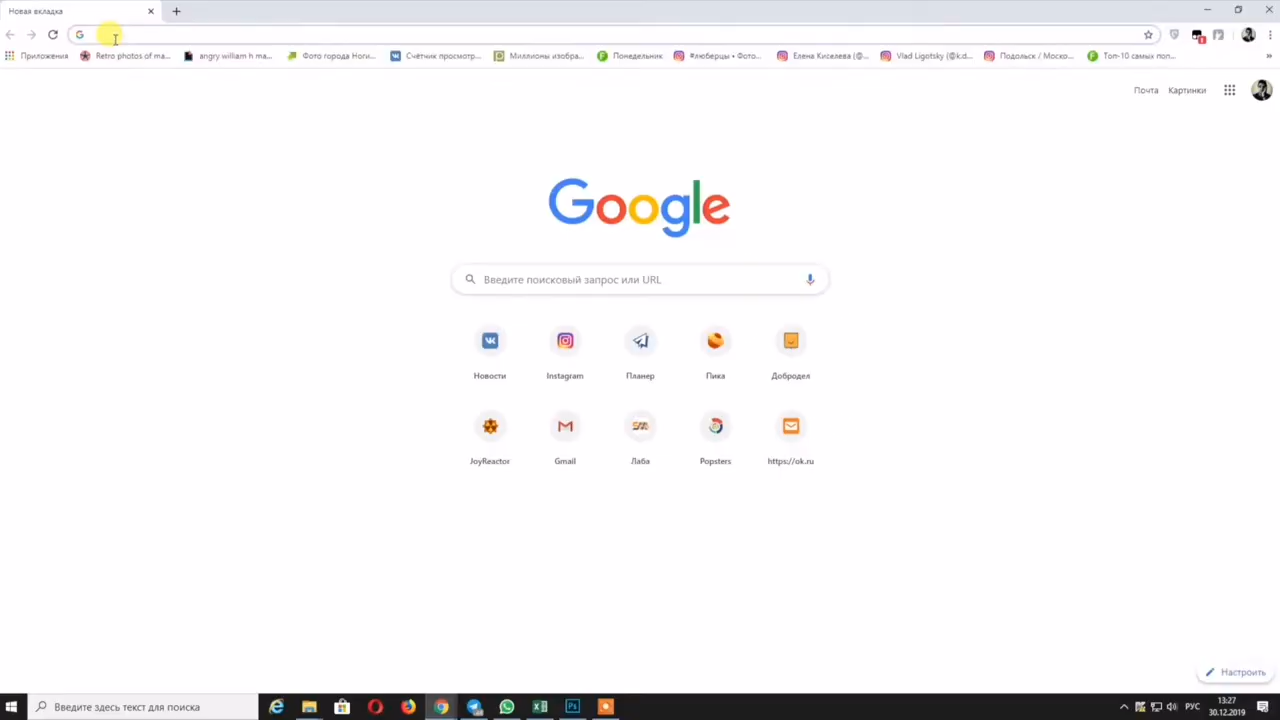 Новая вкладка
Приложения Retro photos of ma... angry william h ma... Фото города Ноги... Счётчик просмотр... Миллионы изобра... Понедельник Люберцы • Фото... Елена Киселева (@... Vlad Ligotsky (@k.d... Подольск / Моско... Топ-10 самых поп... »
Почта Картинки
Google
Введите поисковый запрос или URL
Новости Instagram Планер Пика Добродел
JoyReactor Gmail Лаба Popsters https://ok.ru
Настроить
Введите здесь текст для поиска
РУС
13:27
30.12.2019